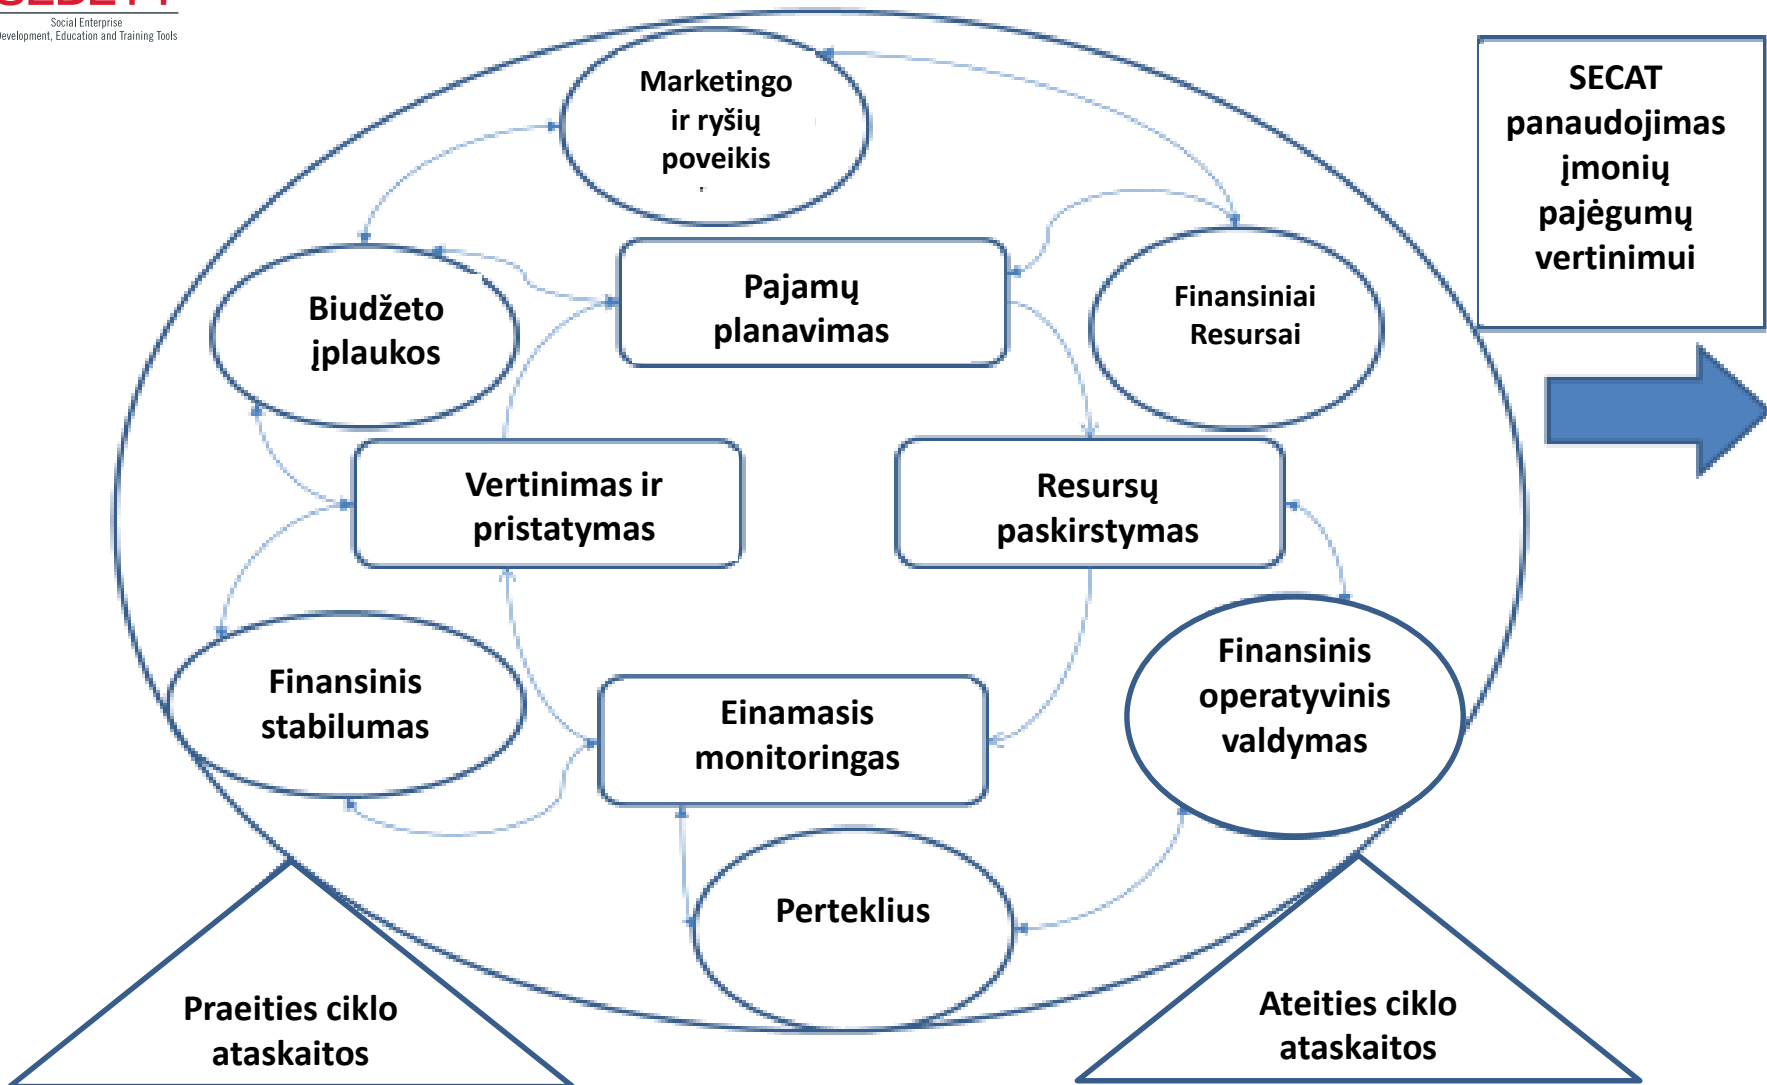 Social Enterprise
Development, Education and Training Tools
Marketingo
ir ryšių
poveikis
SECAT
panaudojimas
įmonių
pajėgumų
vertinimui
Biudžeto
įplaukos
Pajamų
planavimas
Finansiniai
Resursai
Vertinimas ir
pristatymas
Resursų
paskirstymas
Finansinis
stabilumas
Einamasis
monitoringas
Finansinis
operatyvinis
valdymas
Perteklius
Praeities ciklo
ataskaitos
Ateities ciklo
ataskaitos